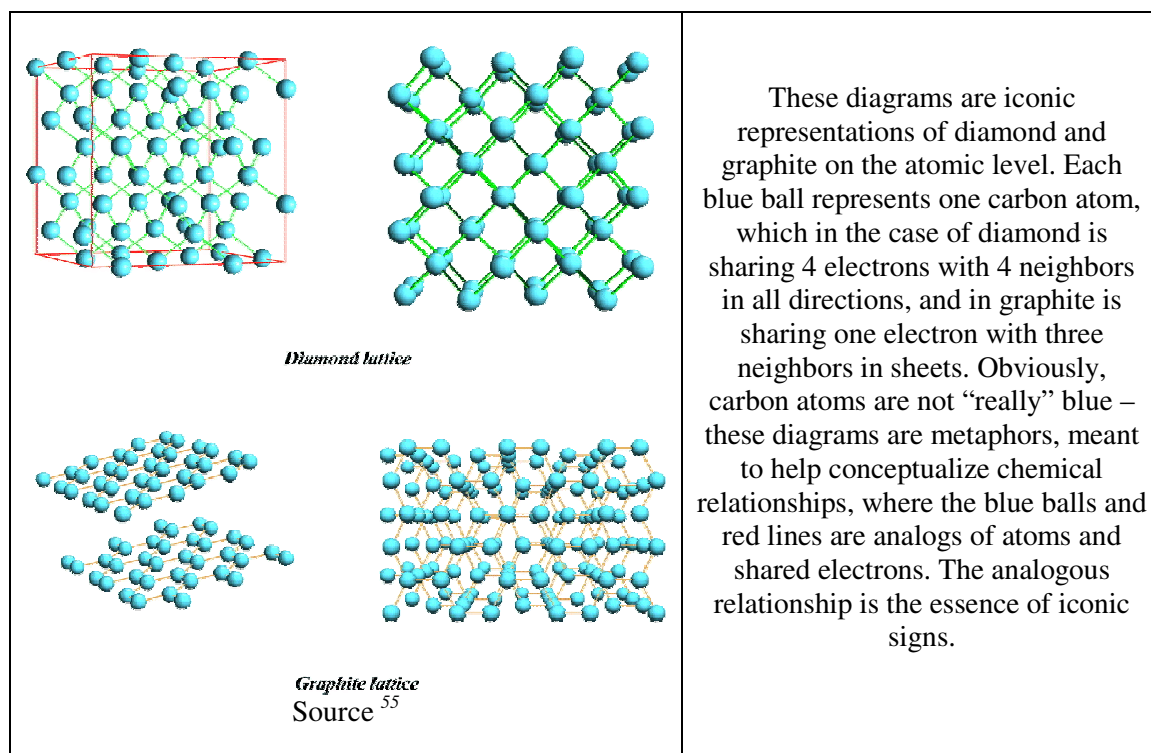 Diamond lattice
Graphite lattice
Source 55
These diagrams are iconic
representations of diamond and
graphite on the atomic level. Each
blue ball represents one carbon atom,
which in the case of diamond is
sharing 4 electrons with 4 neighbors
in all directions, and in graphite is
sharing one electron with three
neighbors in sheets. Obviously,
carbon atoms are not “really” blue –
these diagrams are metaphors, meant
to help conceptualize chemical
relationships, where the blue balls and
red lines are analogs of atoms and
shared electrons. The analogous
relationship is the essence of iconic
signs.